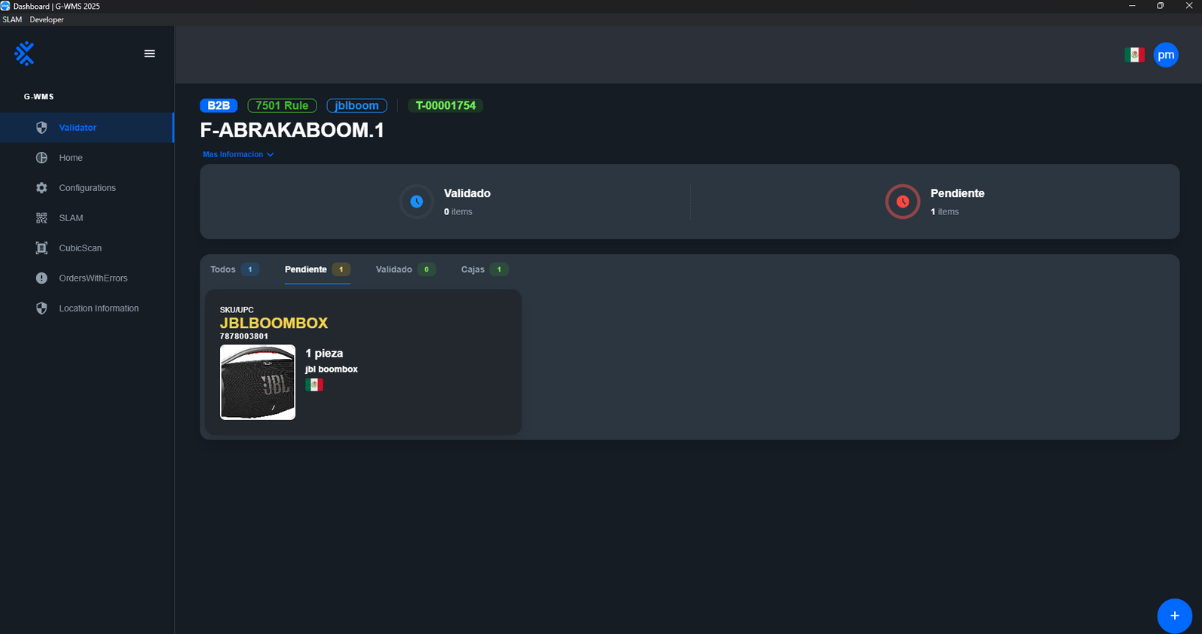 Dashboard | G-WMS 2025
SLAM Developer
pm
G-WMS
Validator
Home
Configurations
SLAM
CubicScan
OrdersWithErrors
Location Information
B2B 7501 Rule jblboom T-00001754
F-ABRAKABOOM.1
Mas Informacion
Validado
0 items
Pendiente
1 items
Todos 1 Pendiente 1 Validado 0 Cajas 1
SKU/UPC
JBLBOOMBOX
7878003801
JBL
1 pieza
jbl boombox